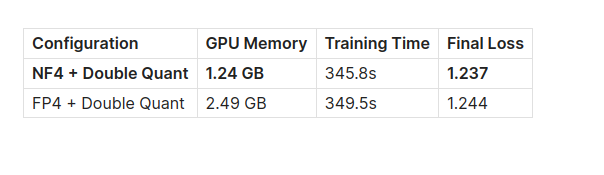 Configuration GPU Memory Training Time Final Loss
NF4 + Double Quant 1.24 GB 345.8s 1.237
FP4 + Double Quant 2.49 GB 349.5s 1.244